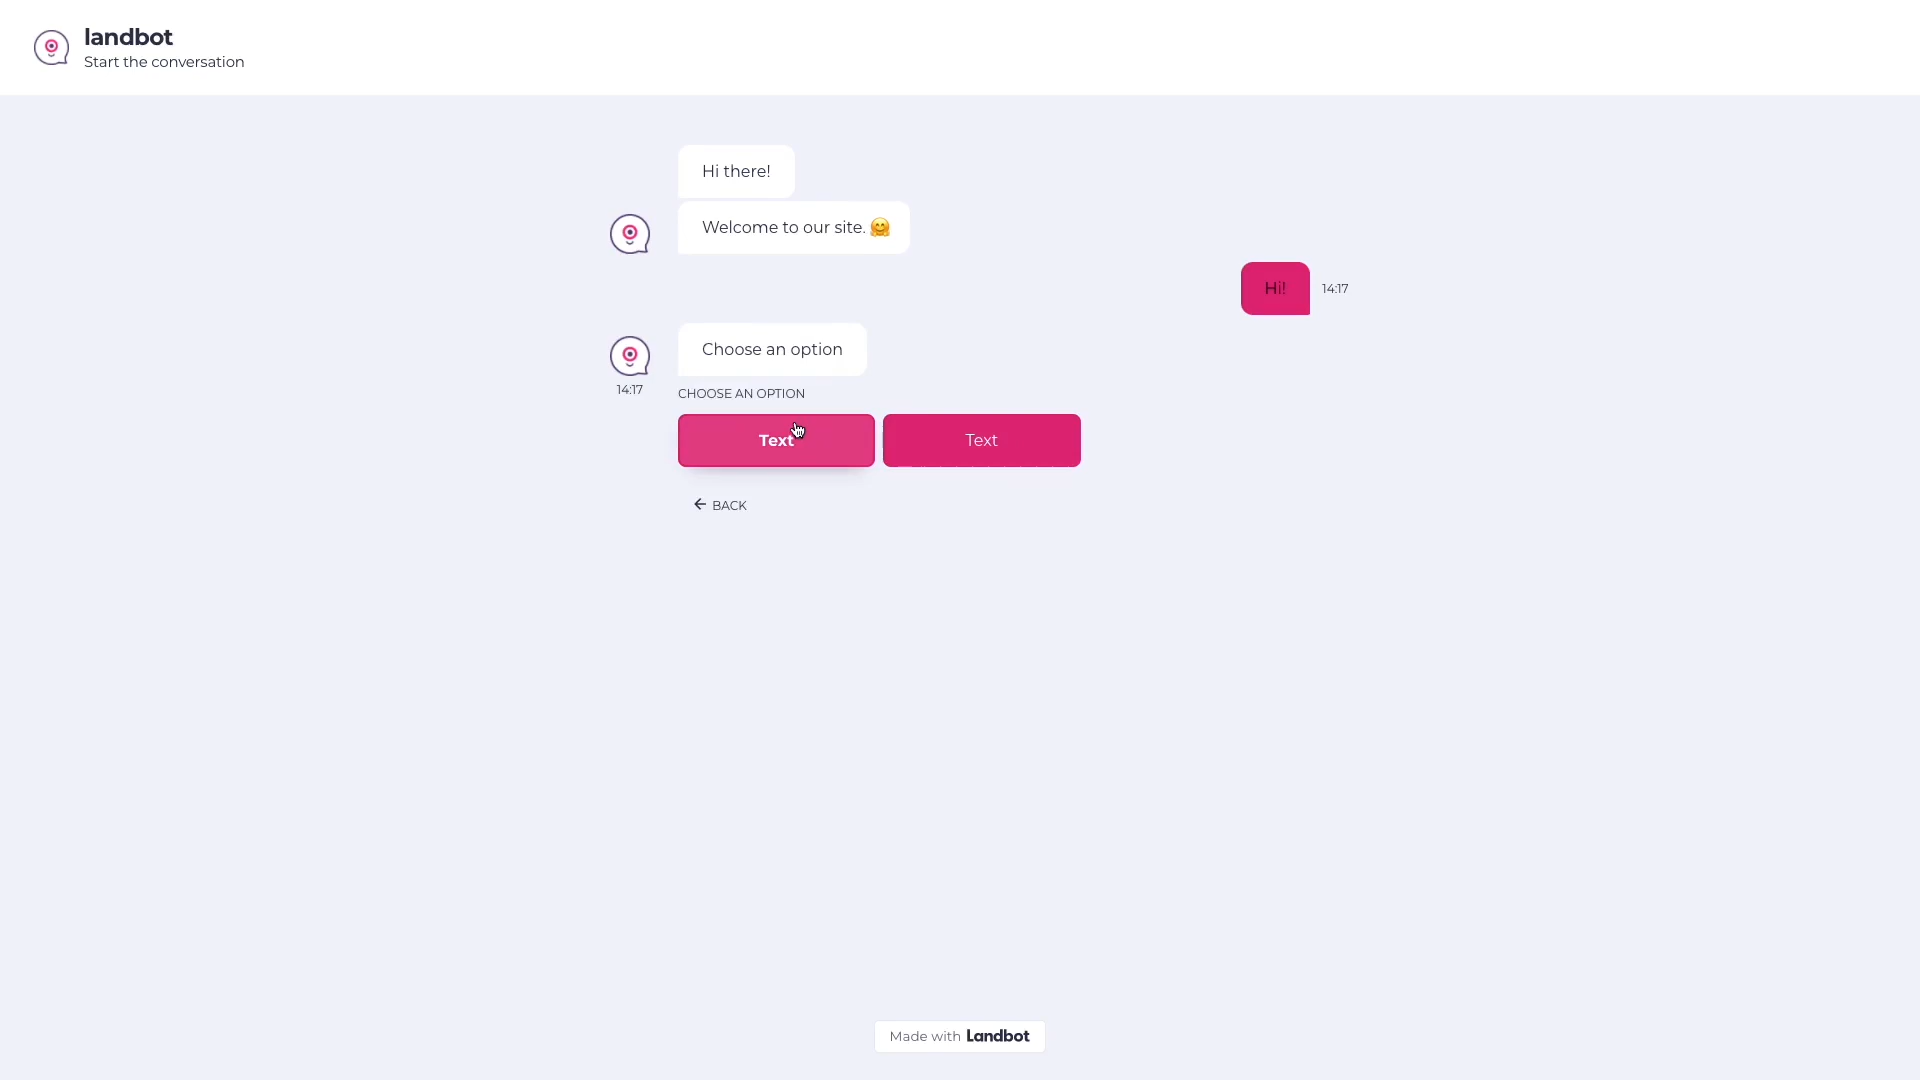 landbot
Start the conversation
Hi there!
Welcome to our site. 🤗
Hi!
14:17
Choose an option
14:17
CHOOSE AN OPTION
Text
Text
← BACK
Made with Landbot